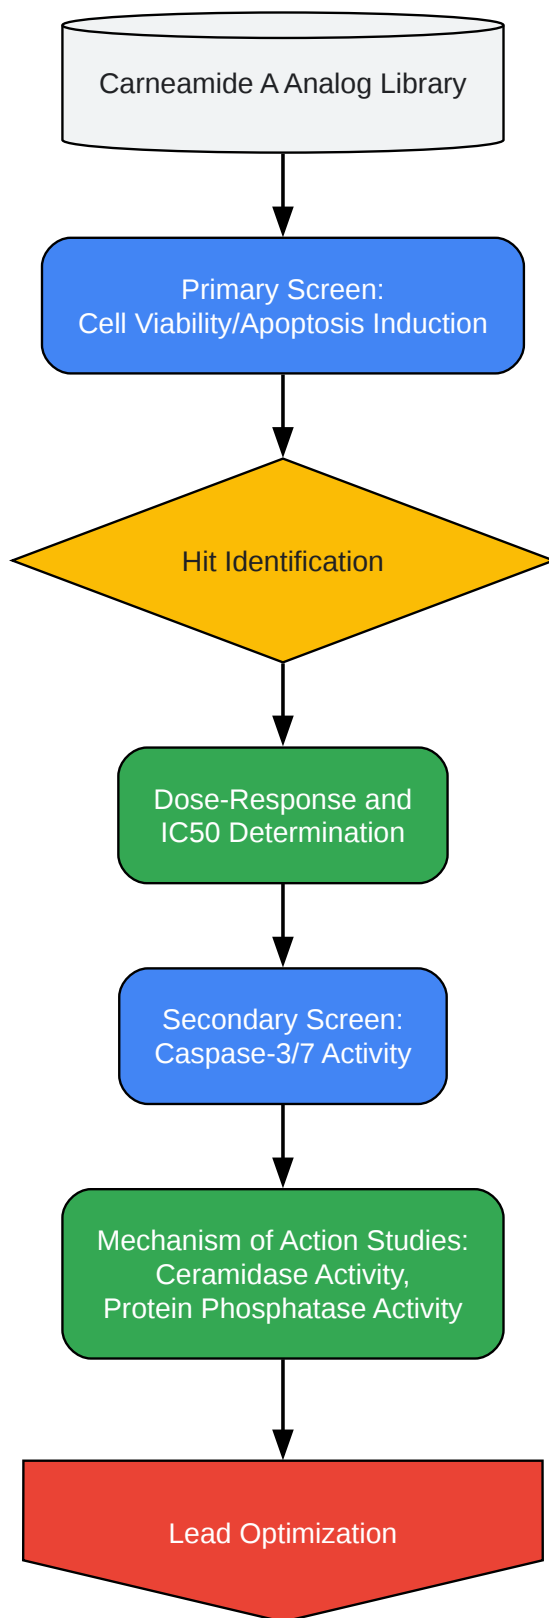 Carneamide A Analog Library
Primary Screen:
Cell Viability/Apoptosis Induction
Hit Identification
Dose-Response and
IC50 Determination
Secondary Screen:
Caspase-3/7 Activity
Mechanism of Action Studies:
Ceramidase Activity,
Protein Phosphatase Activity
Lead Optimization